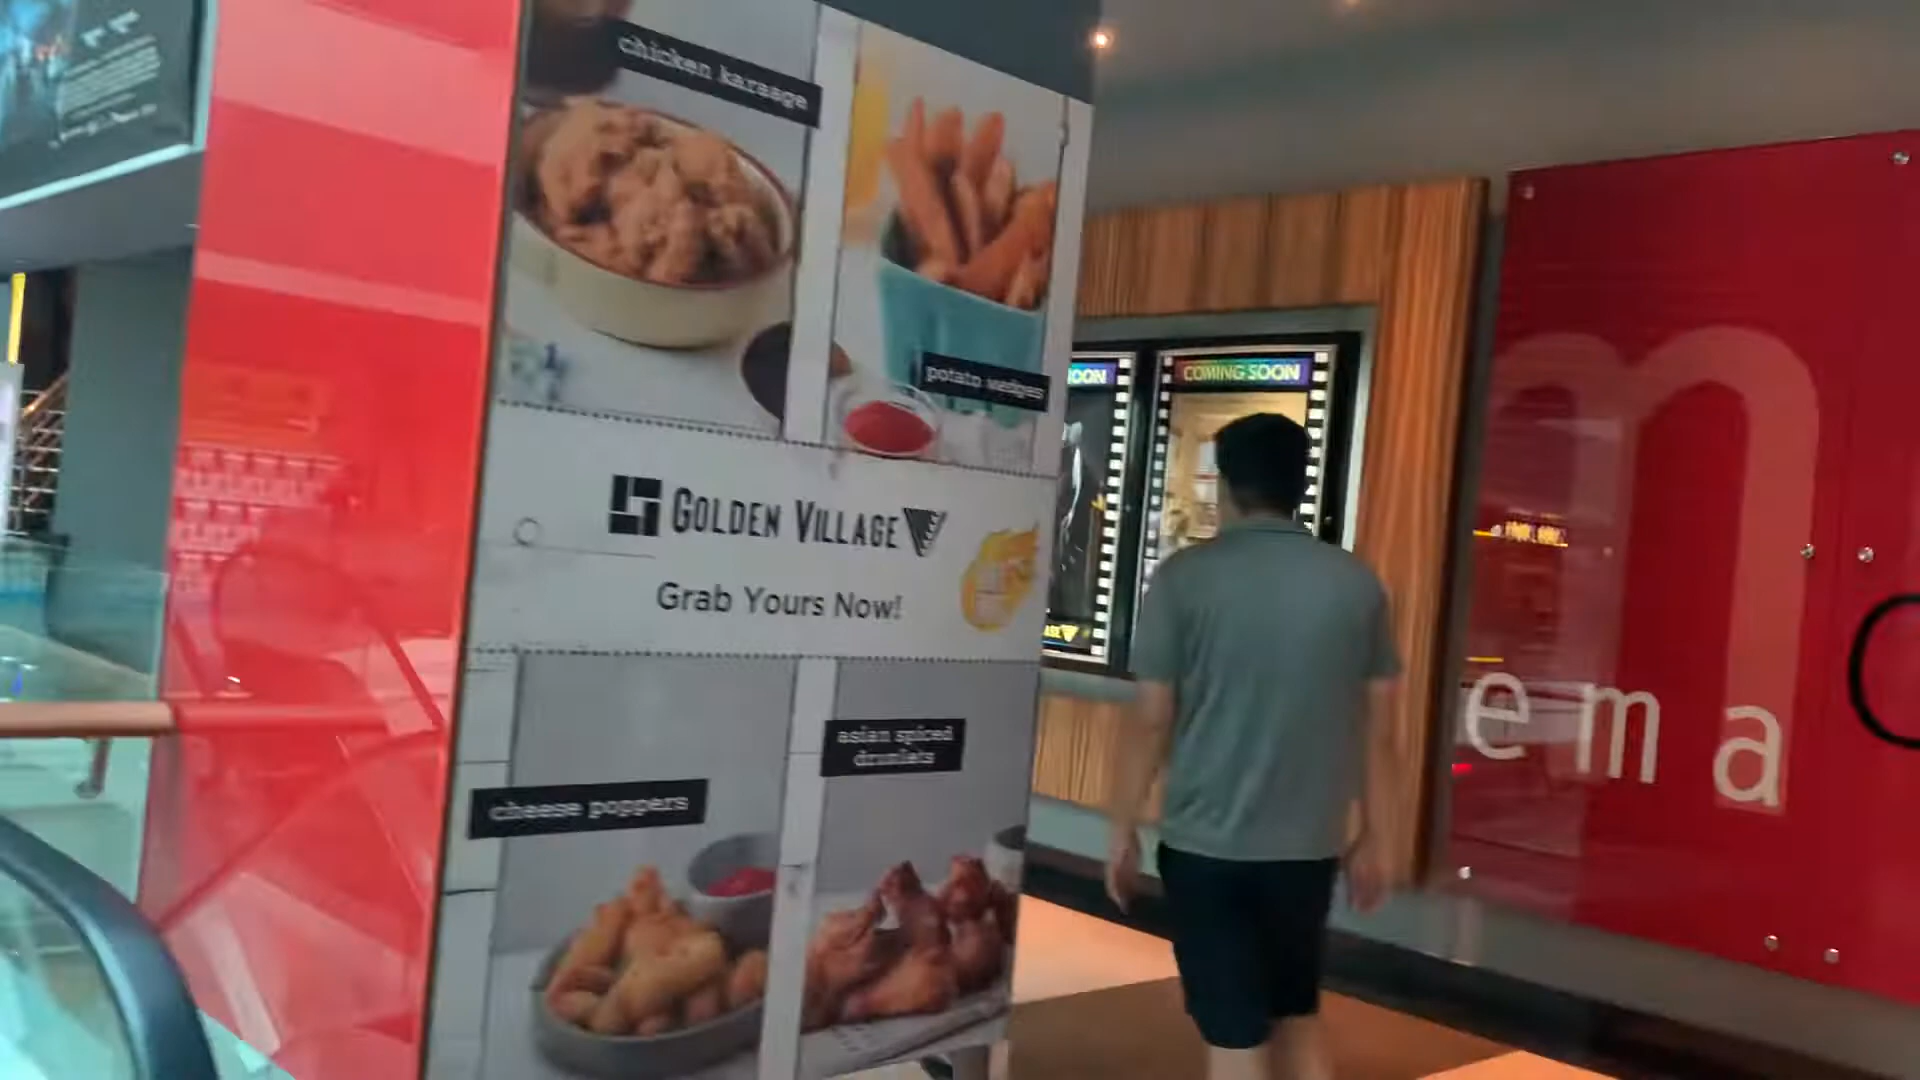 chicken karaage
potato wedges
COMING SOON
GOLDEN VILLAGE
Grab Yours Now!
asian spiced
drumlets
cheese poppers
m
ema